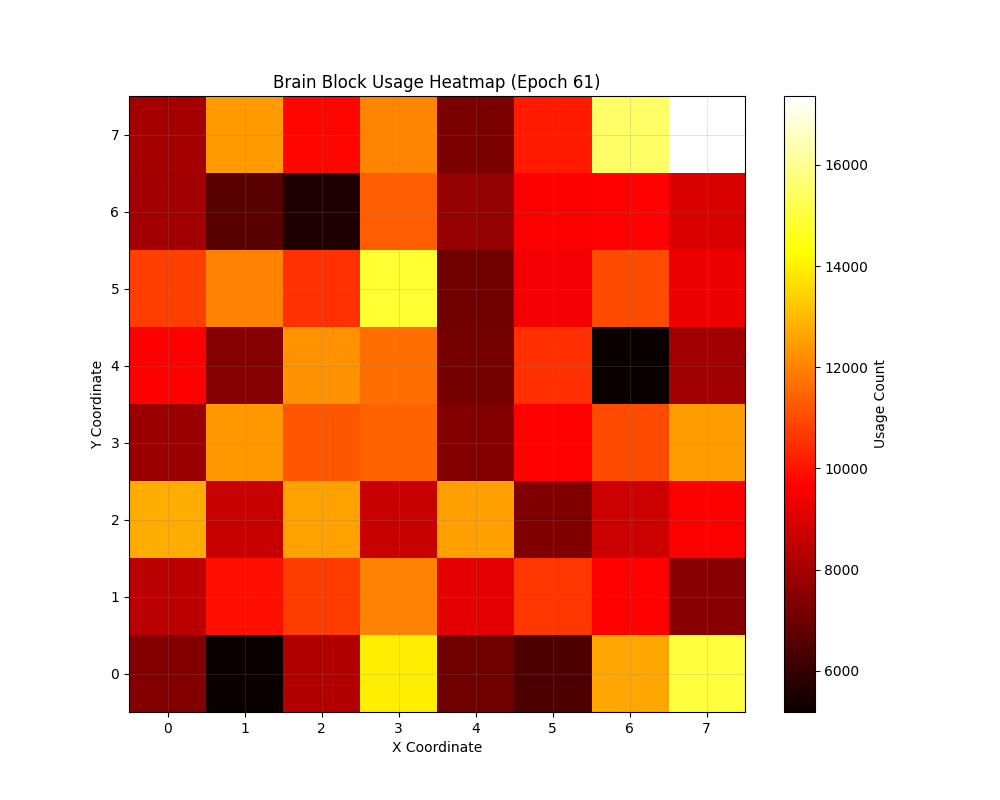 Brain Block Usage Heatmap (Epoch 61)
7
6
5
4
3
2
1
0
Y Coordinate
0 1 2 3 4 5 6 7
X Coordinate
16000
14000
12000
10000
8000
6000
Usage Count